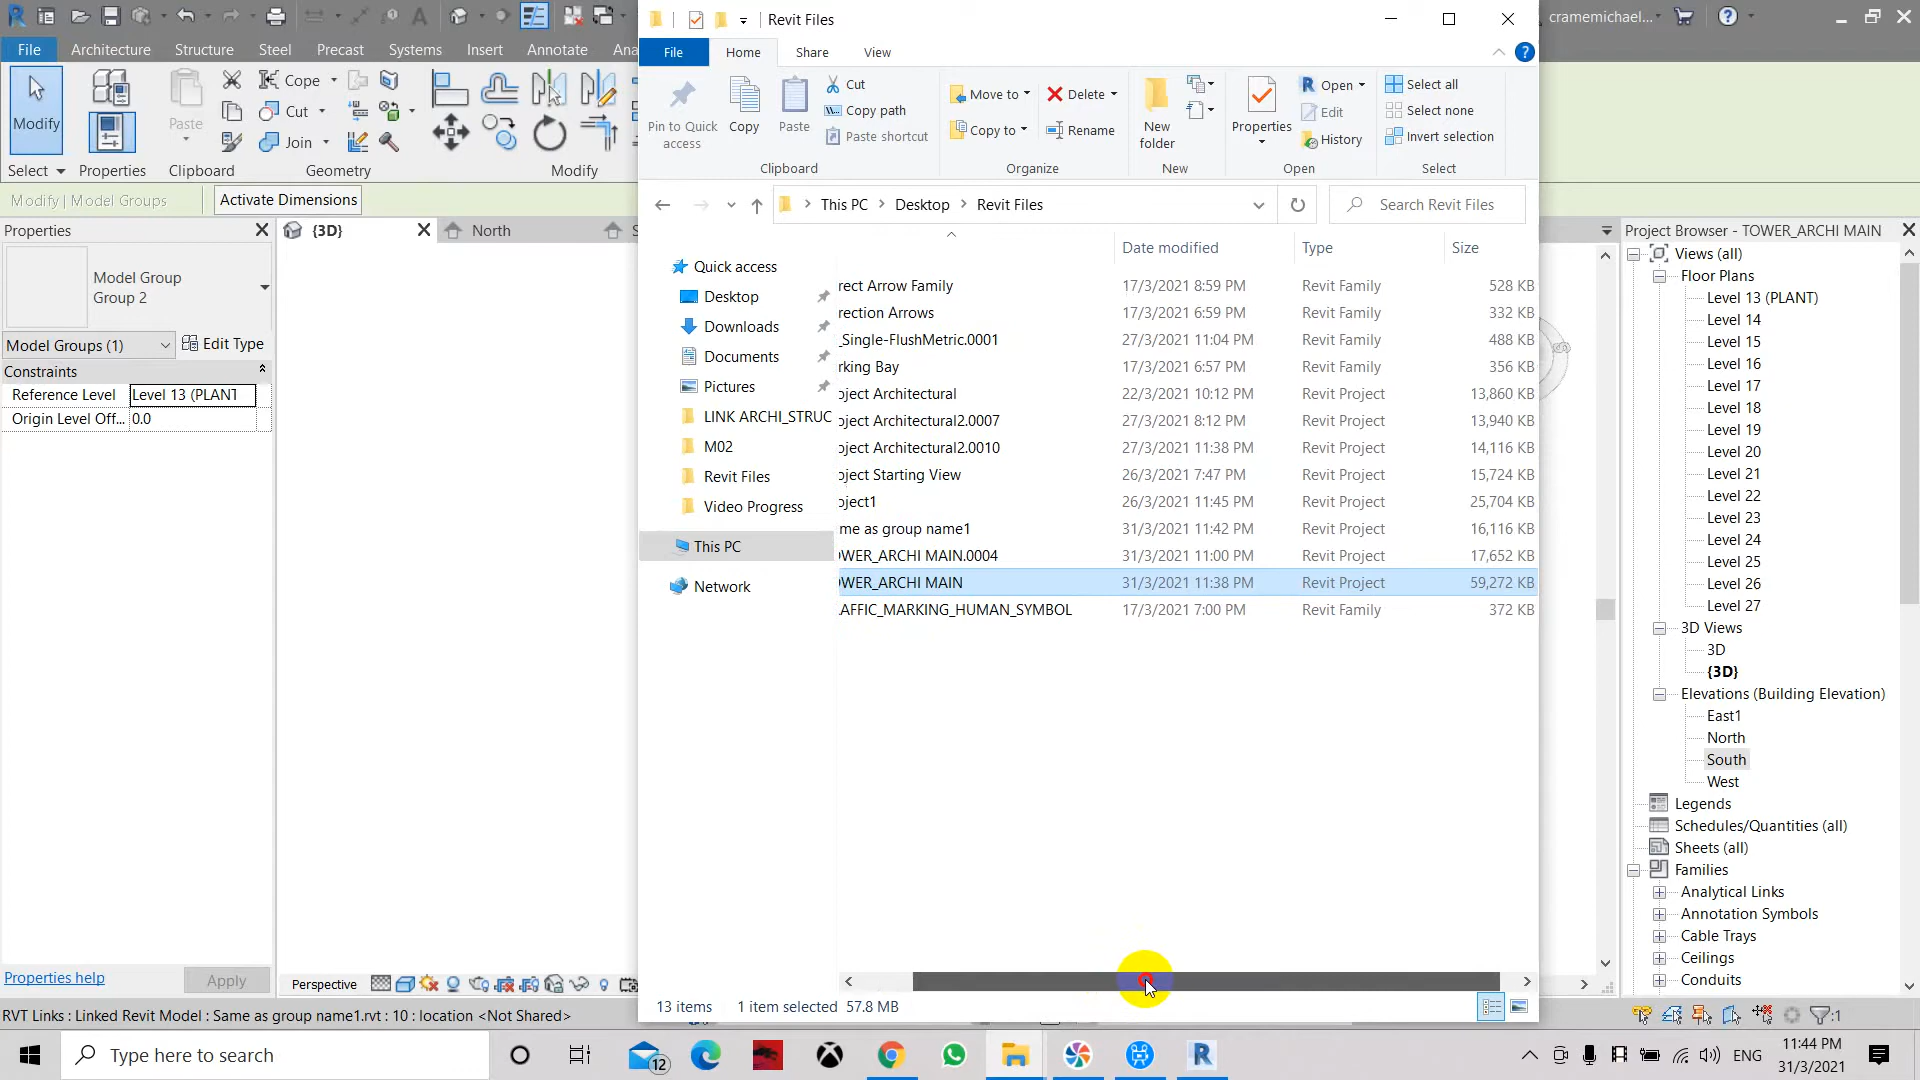 Revit Files
cramemichael...
File
Architecture
Structure
Steel
Precast
Systems
Insert
Annotate
Ana
File
Home
Share
View
Modify
Paste
Cope
Cut
Join
Pin to Quick access
Copy
Paste
Cut
Copy path
Paste shortcut
Move to
Copy to
Delete
Rename
New folder
Properties
Open
Edit
History
Select all
Select none
Invert selection
Select
Properties
Clipboard
Geometry
Modify
Clipboard
Organize
New
Open
Select
Modify | Model Groups
Activate Dimensions
This PC
Desktop
Revit Files
Search Revit Files
Properties
{3D}
North
S
Project Browser - TOWER_ARCHI MAIN
Model Group
Group 2
Model Groups (1)
Edit Type
Constraints
Reference Level
Level 13 (PLANT
Origin Level Off...
0.0
Properties help
Apply
Quick access
Desktop
Downloads
Documents
Pictures
LINK ARCHI_STRUC
M02
Revit Files
Video Progress
This PC
Network
Date modified
Type
Size
rect Arrow Family 17/3/2021 8:59 PM Revit Family 528 KB
rection Arrows 17/3/2021 6:59 PM Revit Family 332 KB
_Single-FlushMetric.0001 27/3/2021 11:04 PM Revit Family 488 KB
rking Bay 17/3/2021 6:57 PM Revit Family 356 KB
oject Architectural 22/3/2021 10:12 PM Revit Project 13,860 KB
oject Architectural2.0007 27/3/2021 8:12 PM Revit Project 13,940 KB
oject Architectural2.0010 27/3/2021 11:38 PM Revit Project 14,116 KB
oject Starting View 26/3/2021 7:47 PM Revit Project 15,724 KB
oject1 26/3/2021 11:45 PM Revit Project 25,704 KB
me as group name1 31/3/2021 11:42 PM Revit Project 16,116 KB
OWER_ARCHI MAIN.0004 31/3/2021 11:00 PM Revit Project 17,652 KB
OWER_ARCHI MAIN 31/3/2021 11:38 PM Revit Project 59,272 KB
RAFFIC_MARKING_HUMAN_SYMBOL 17/3/2021 7:00 PM Revit Family 372 KB
Views (all)
Floor Plans
Level 13 (PLANT)
Level 14
Level 15
Level 16
Level 17
Level 18
Level 19
Level 20
Level 21
Level 22
Level 23
Level 24
Level 25
Level 26
Level 27
3D Views
3D
{3D}
Elevations (Building Elevation)
East1
North
South
West
Legends
Schedules/Quantities (all)
Sheets (all)
Families
Analytical Links
Annotation Symbols
Cable Trays
Ceilings
Conduits
Perspective
13 items
1 item selected 57.8 MB
RVT Links : Linked Revit Model : Same as group name1.rvt : 10 : location <Not Shared>
:1
Type here to search
12
ENG
11:44 PM
31/3/2021